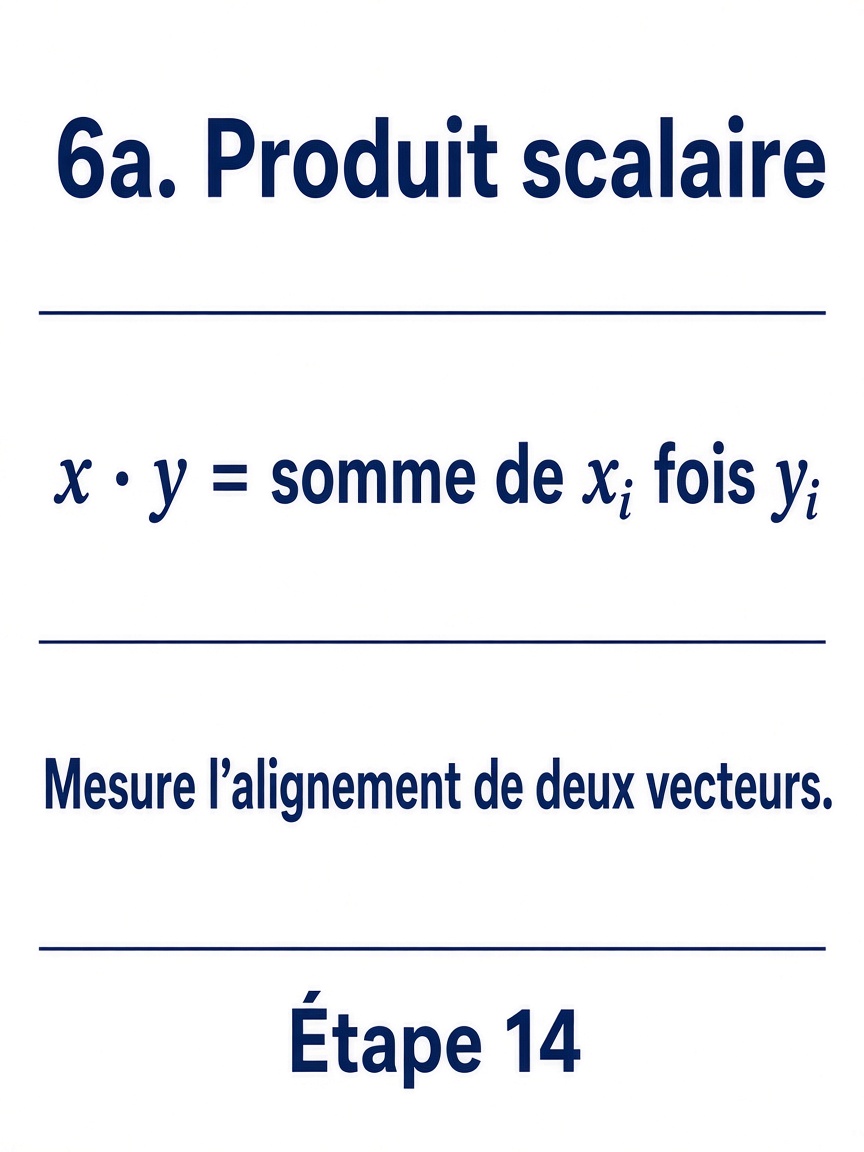 6a. Produit scalaire
x · y = somme de xᵢ fois yᵢ
Mesure l’alignement de deux vecteurs.
Étape 14